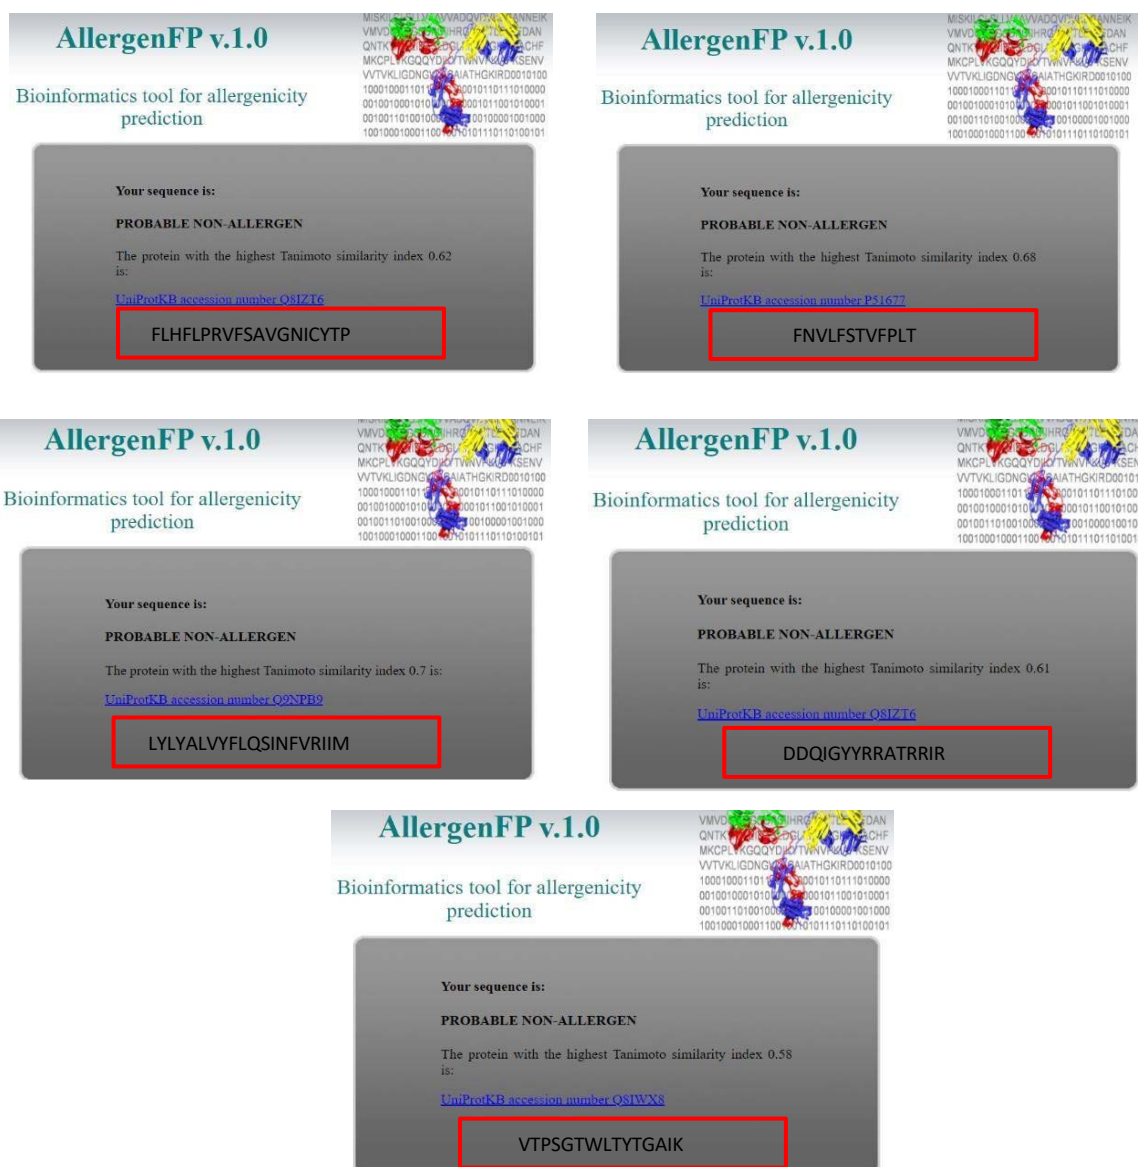 AllergenFP v.1.0
Bioinformatics tool for allergenicity
prediction
Your sequence is:
PROBABLE NON-ALLERGEN
The protein with the highest Tanimoto similarity index 0.62
is:
UniProtKB accession number Q8IZT6
FLHFLPRVFSAVGNICYTP
AllergenFP v.1.0
Bioinformatics tool for allergenicity
prediction
Your sequence is:
PROBABLE NON-ALLERGEN
The protein with the highest Tanimoto similarity index 0.68
is:
UniProtKB accession number P51677
FNVLFSTVFPLT
AllergenFP v.1.0
Bioinformatics tool for allergenicity
prediction
Your sequence is:
PROBABLE NON-ALLERGEN
The protein with the highest Tanimoto similarity index 0.7 is:
UniProtKB accession number Q9NPB9
LYLYALVYFLQSINFVRIIM
AllergenFP v.1.0
Bioinformatics tool for allergenicity
prediction
Your sequence is:
PROBABLE NON-ALLERGEN
The protein with the highest Tanimoto similarity index 0.61
is:
UniProtKB accession number Q8IZT6
DDQIGYYRRATRRIR
AllergenFP v.1.0
Bioinformatics tool for allergenicity
prediction
Your sequence is:
PROBABLE NON-ALLERGEN
The protein with the highest Tanimoto similarity index 0.58
is:
UniProtKB accession number Q8IWX8
VTPSGTWLTYTGAIK